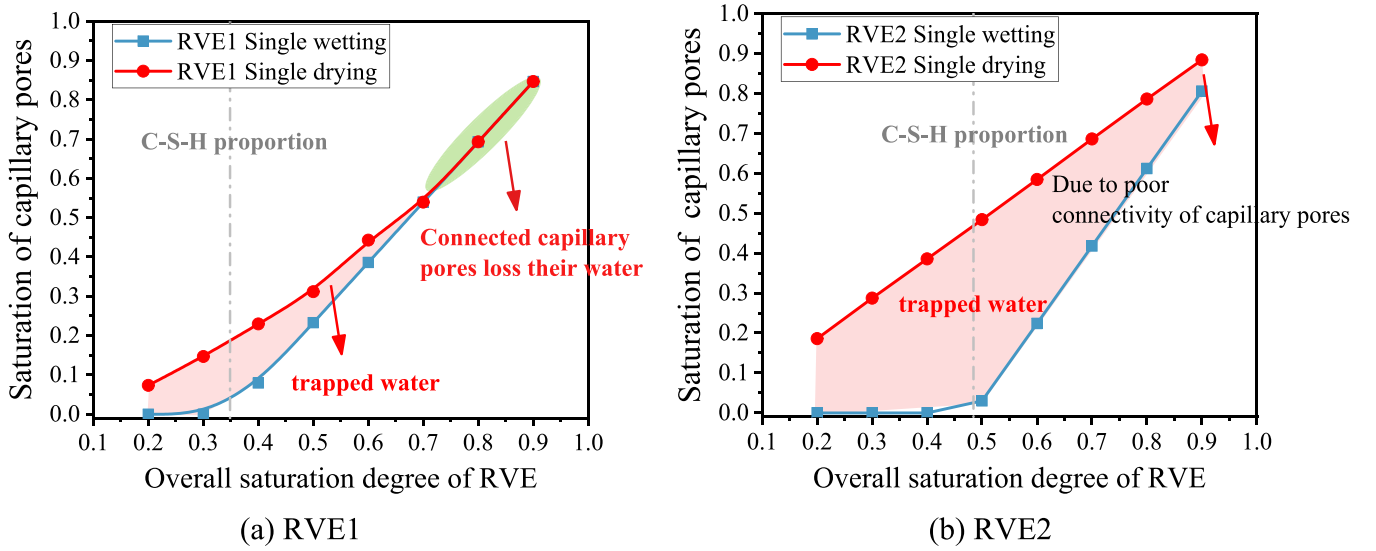 RVE1 Single wetting
RVE1 Single drying
C-S-H proportion
Connected capillary
pores loss their water
trapped water
Saturation of capillary pores
1.0
0.9
0.8
0.7
0.6
0.5
0.4
0.3
0.2
0.1
0.0
0.1 0.2 0.3 0.4 0.5 0.6 0.7 0.8 0.9 1.0
Overall saturation degree of RVE
(a) RVE1
RVE2 Single wetting
RVE2 Single drying
C-S-H proportion
Due to poor
connectivity of capillary pores
trapped water
Saturation of capillary pores
1.0
0.9
0.8
0.7
0.6
0.5
0.4
0.3
0.2
0.1
0.0
0.1 0.2 0.3 0.4 0.5 0.6 0.7 0.8 0.9 1.0
Overall saturation degree of RVE
(b) RVE2